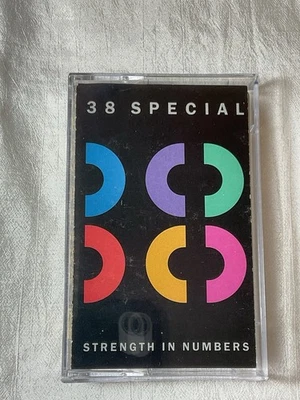 38 SPECIAL
STRENGTH IN NUMBERS